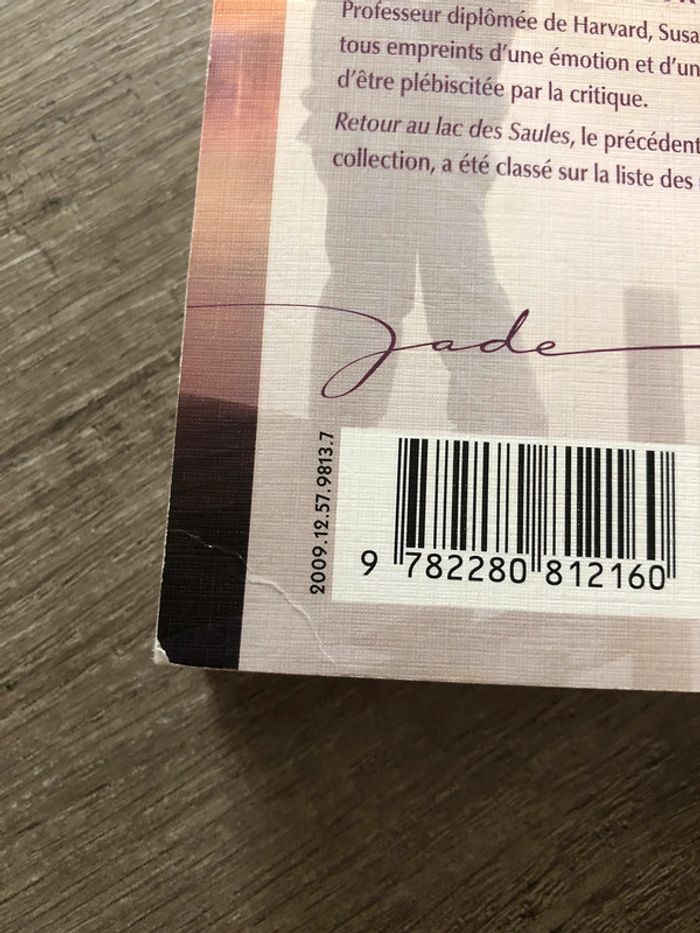 Professeur diplômée de Harvard, Susa
tous empreints d'une émotion et d'un
d'être plébiscitée par la critique.
Retour au lac des Saules, le précédent
collection, a été classé sur la liste des
Jade
2009.12.57.9813.7
9 782280 812160